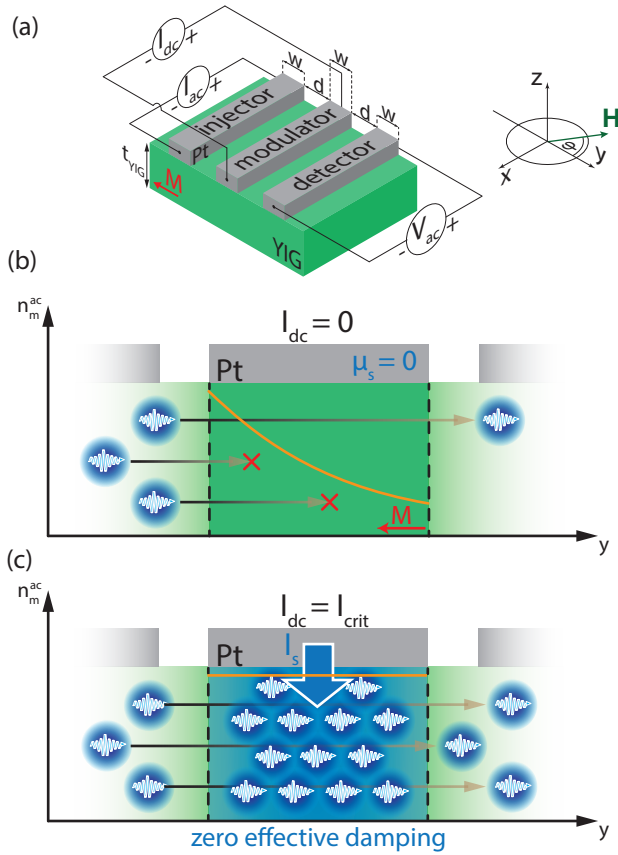 (a)
- I_dc +
- I_ac +
w
w
d
d
w
injector
Pt
modulator
detector
t_YIG
M
YIG
- V_ac +
z
H
φ
x
y
(b)
n_m^ac
I_dc = 0
Pt
μ_s = 0
M
y
(c)
n_m^ac
I_dc = I_crit
Pt
I_s
y
zero effective damping